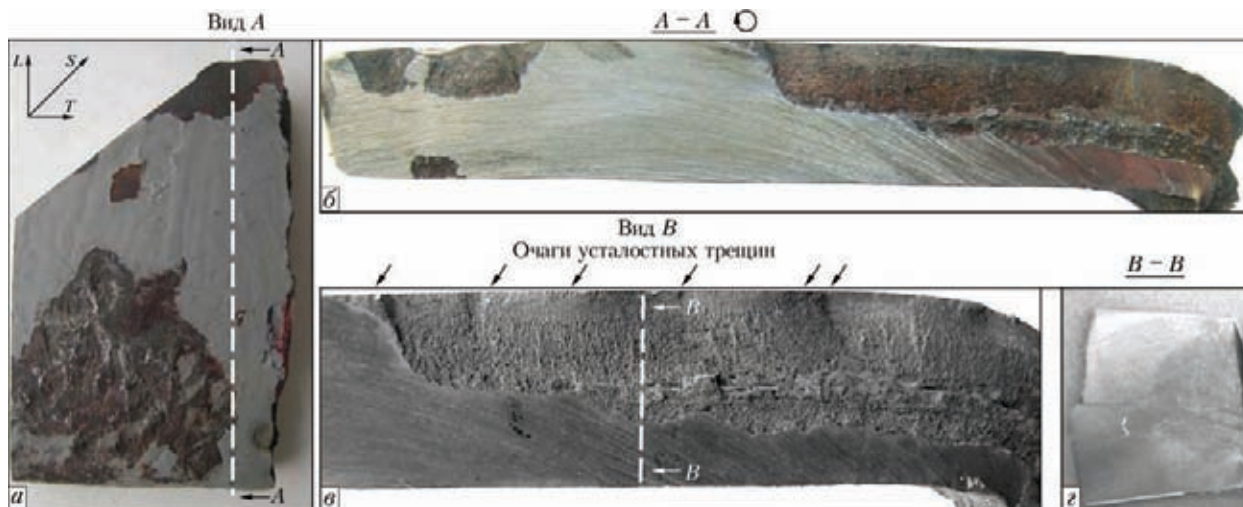 Вид А
А – А
А
L
S
T
а
А
б
Вид В
Очаги усталостных трещин
В
В
в
В – В
г